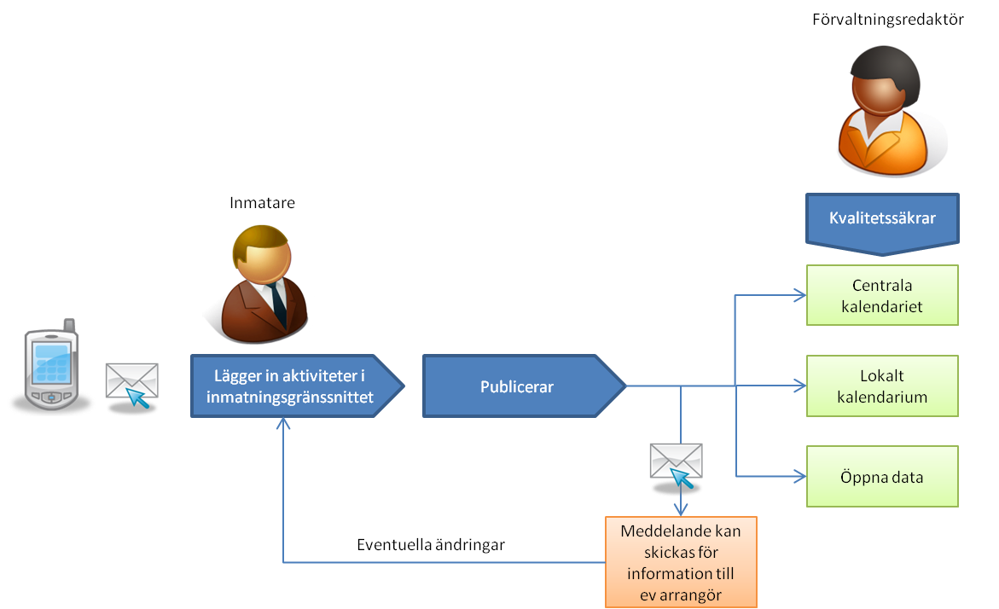 Förvaltningsredaktör
Inmatare
Kvalitetssäkrar
Centrala
kalendariet
Lägger in aktiviteter i
inmatningsgränssnittet
Publicerar
Lokalt
kalendarium
Öppna data
Meddelande kan
skickas för
information till
ev arrangör
Eventuella ändringar